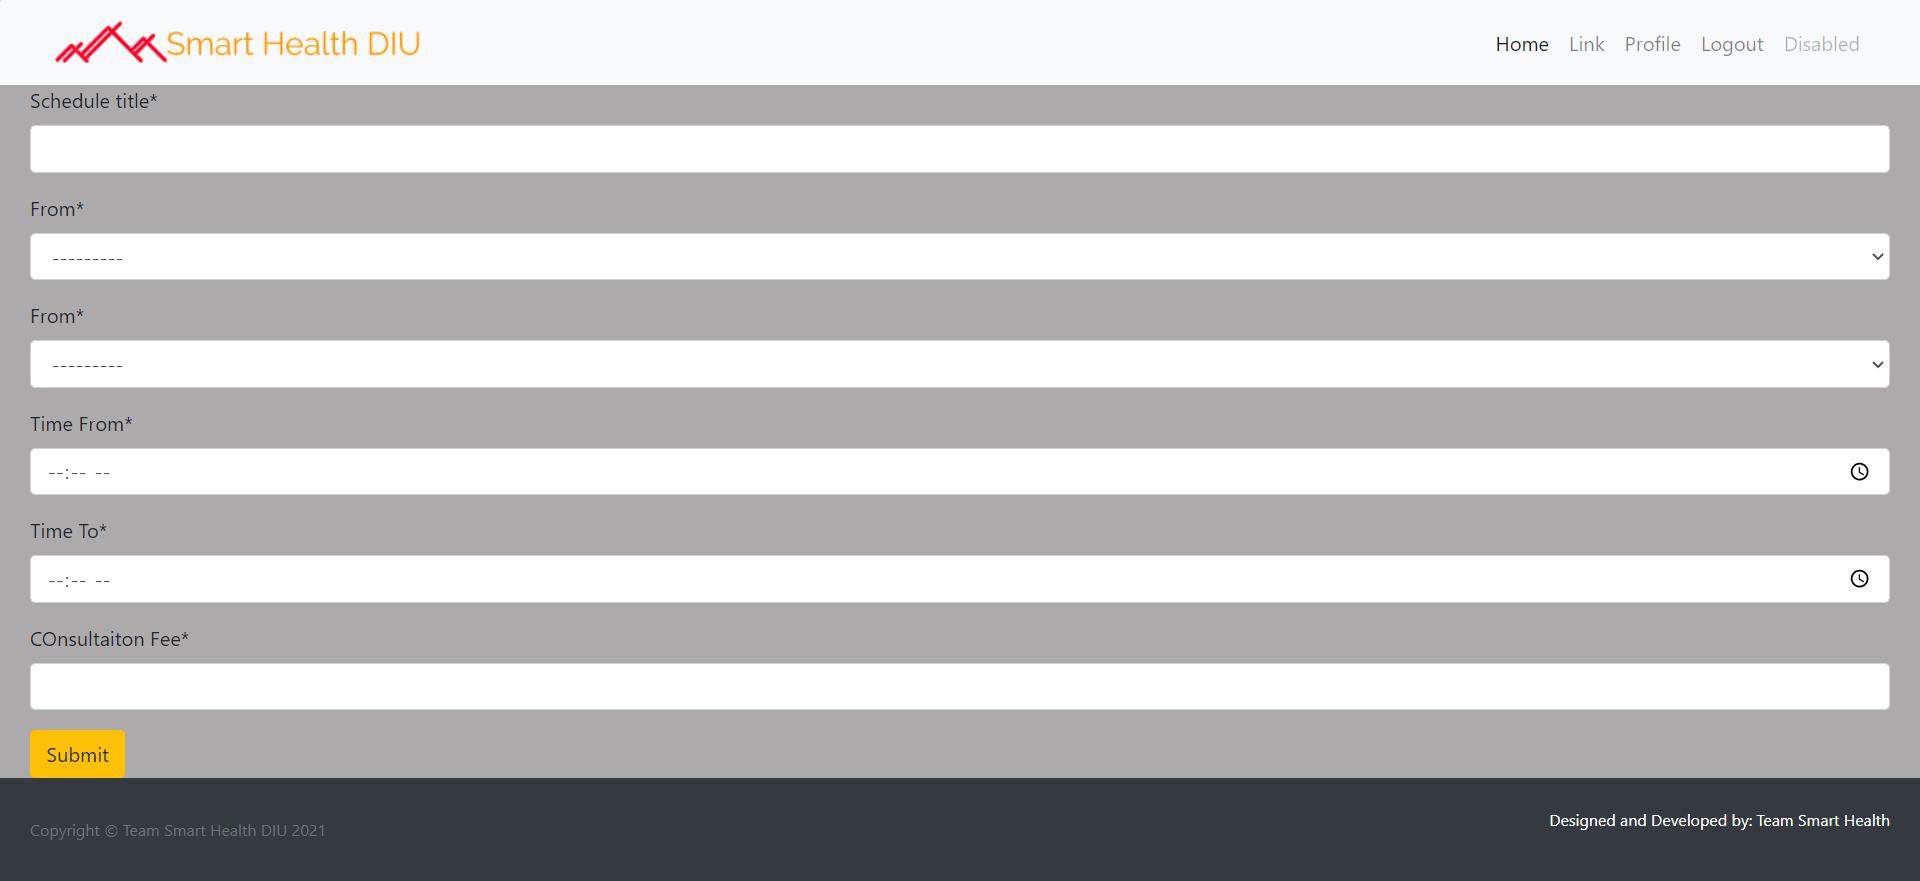 Smart Health DIU
Home Link Profile Logout Disabled
Schedule title*
From*
---------
From*
---------
Time From*
--:-- --
Time To*
--:-- --
COnsultaiton Fee*
Submit
Copyright © Team Smart Health DIU 2021
Designed and Developed by: Team Smart Health